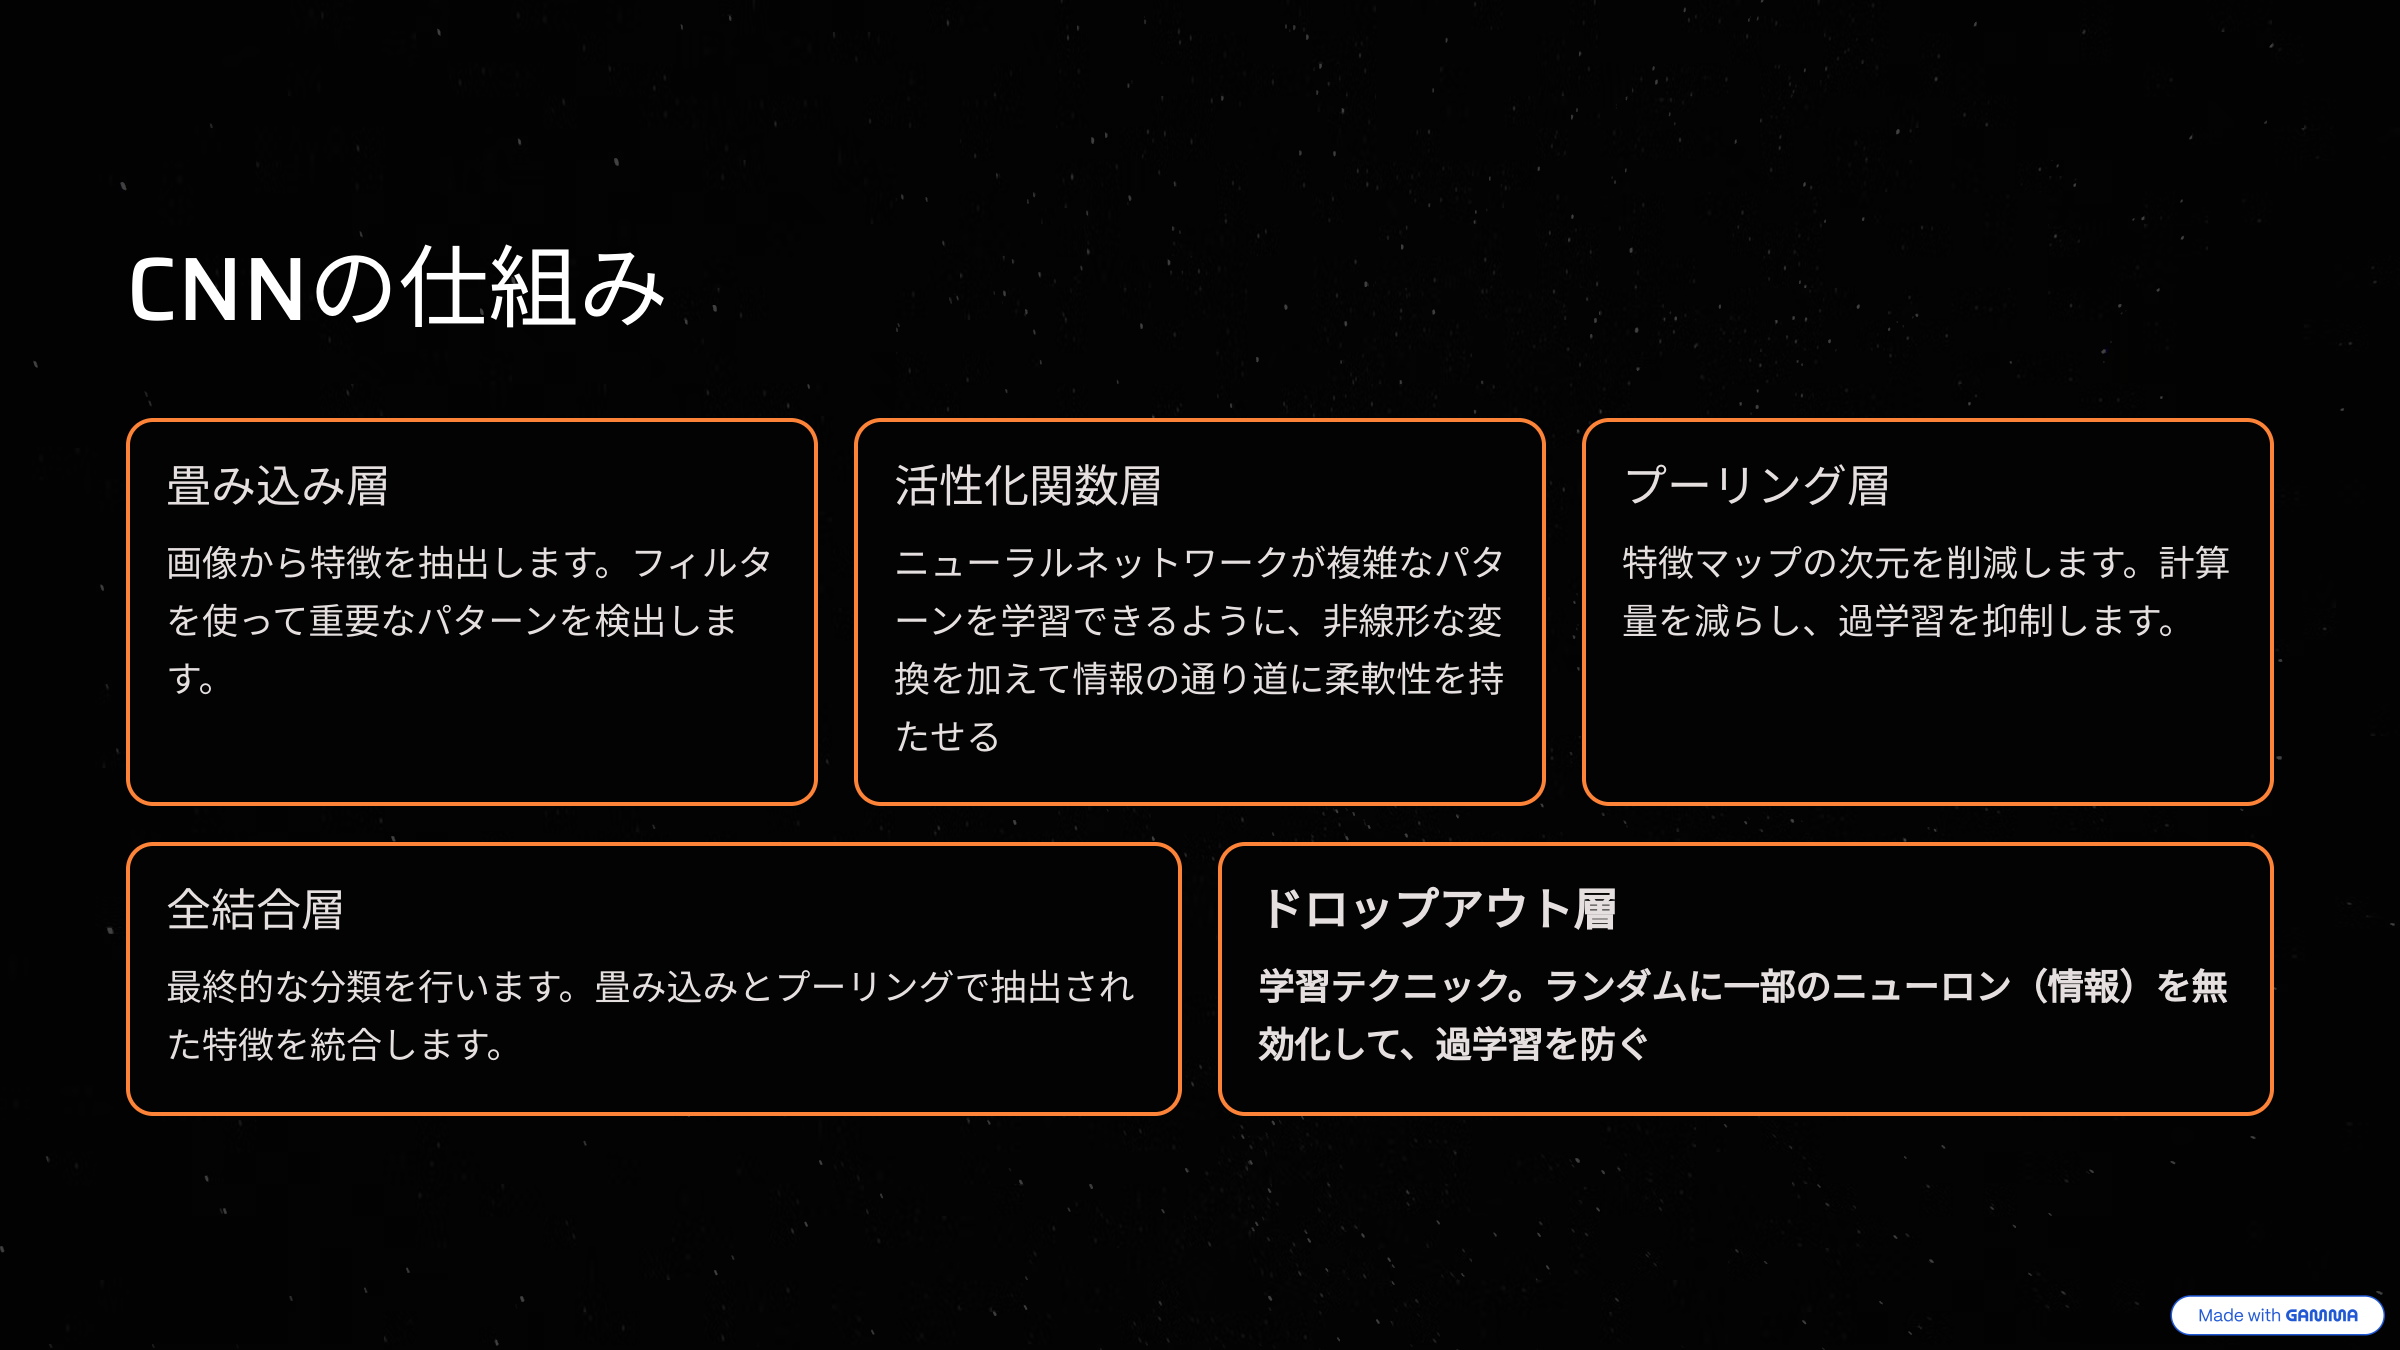 CNNの仕組み
畳み込み層
画像から特徴を抽出します。フィルタ
を使って重要なパターンを検出しま
す。
活性化関数層
ニューラルネットワークが複雑なパタ
ーンを学習できるように、非線形な変
換を加えて情報の通り道に柔軟性を持
たせる
プーリング層
特徴マップの次元を削減します。計算
量を減らし、過学習を抑制します。
全結合層
最終的な分類を行います。畳み込みとプーリングで抽出され
た特徴を統合します。
ドロップアウト層
学習テクニック。ランダムに一部のニューロン（情報）を無
効化して、過学習を防ぐ
Made with GAMMA